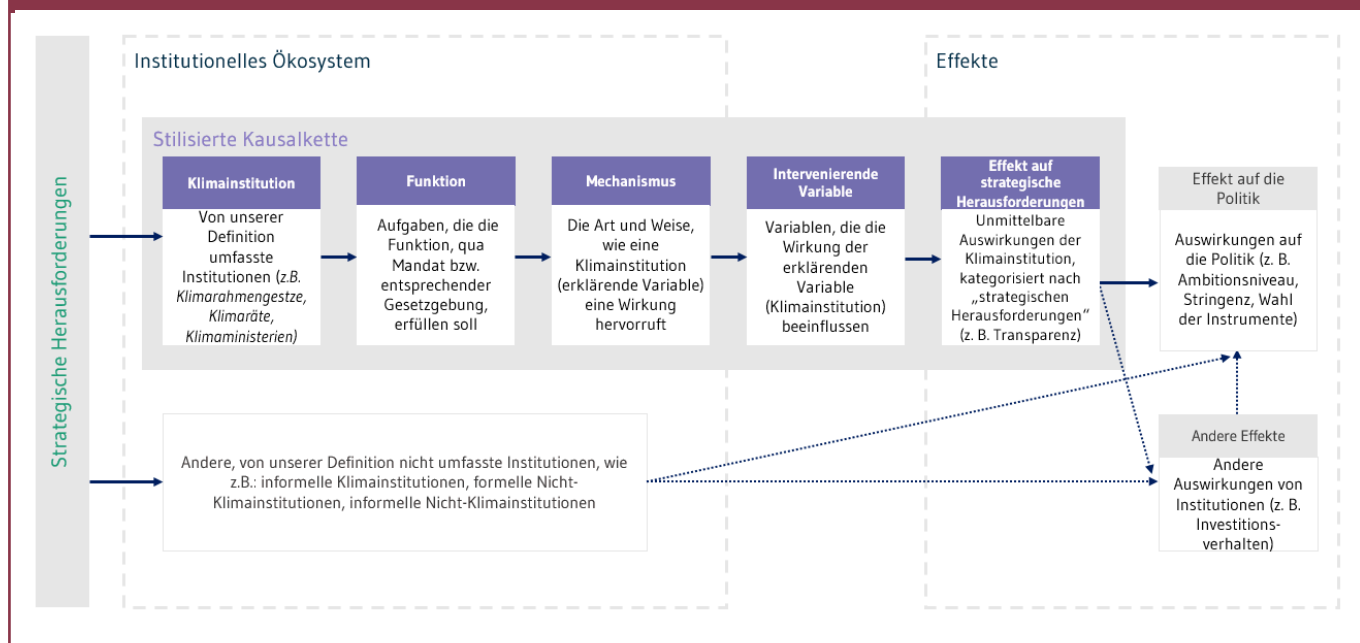 Strategische Herausforderungen
Institutionelles Ökosystem
Effekte
Stilisierte Kausalkette
Klimainstitution
Von unserer
Definition
umfasste
Institutionen (z.B.
Klimarahmengestze,
Klimaräte,
Klimaministerien)
Funktion
Aufgaben, die die
Funktion, qua
Mandat bzw.
entsprechender
Gesetzgebung,
erfüllen soll
Mechanismus
Die Art und Weise,
wie eine
Klimainstitution
(erklärende Variable)
eine Wirkung
hervorruft
Intervenierende
Variable
Variablen, die die
Wirkung der
erklärenden
Variable
(Klimainstitution)
beeinflussen
Effekt auf
strategische
Herausforderungen
Unmittelbare
Auswirkungen der
Klimainstitution,
kategorisiert nach
„strategischen
Herausforderungen“
(z. B. Transparenz)
Effekt auf die
Politik
Auswirkungen auf
die Politik (z. B.
Ambitionsniveau,
Stringenz, Wahl
der Instrumente)
Andere, von unserer Definition nicht umfasste Institutionen, wie
z.B.: informelle Klimainstitutionen, formelle Nicht-
Klimainstitutionen, informelle Nicht-Klimainstitutionen
Andere Effekte
Andere
Auswirkungen von
Institutionen (z. B.
Investitions-
verhalten)